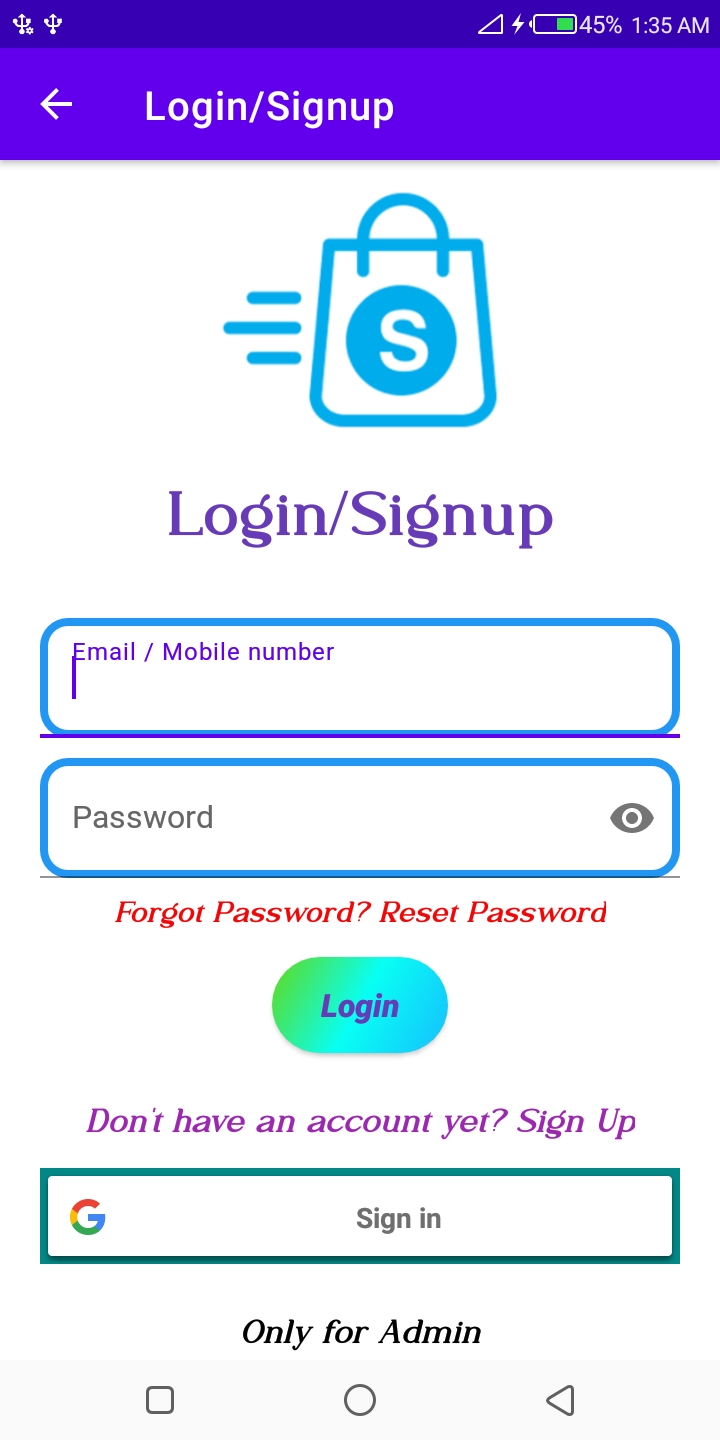 45% 1:35 AM
Login/Signup
S
Login/Signup
Email / Mobile number
Password
Forgot Password? Reset Password
Login
Don't have an account yet? Sign Up
G Sign in
Only for Admin